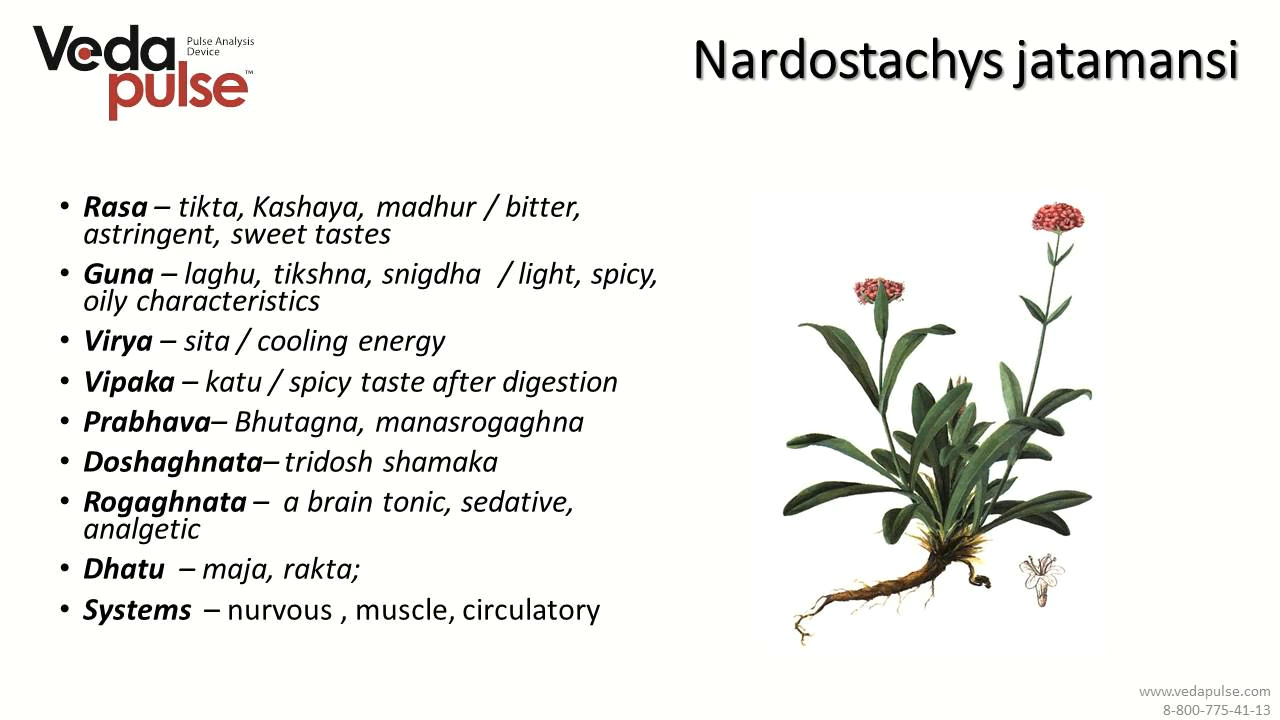 Veda
pulse™
Pulse Analysis
Device
Nardostachys jatamansi
• Rasa – tikta, Kashaya, madhur / bitter,
astringent, sweet tastes
• Guna – laghu, tikshna, snigdha / light, spicy,
oily characteristics
• Virya – sita / cooling energy
• Vipaka – katu / spicy taste after digestion
• Prabhava– Bhutagna, manasrogaghna
• Doshaghnata– tridosh shamaka
• Rogaghnata – a brain tonic, sedative,
analgetic
• Dhatu – maja, rakta;
• Systems – nurvous , muscle, circulatory
www.vedapulse.com
8-800-775-41-13